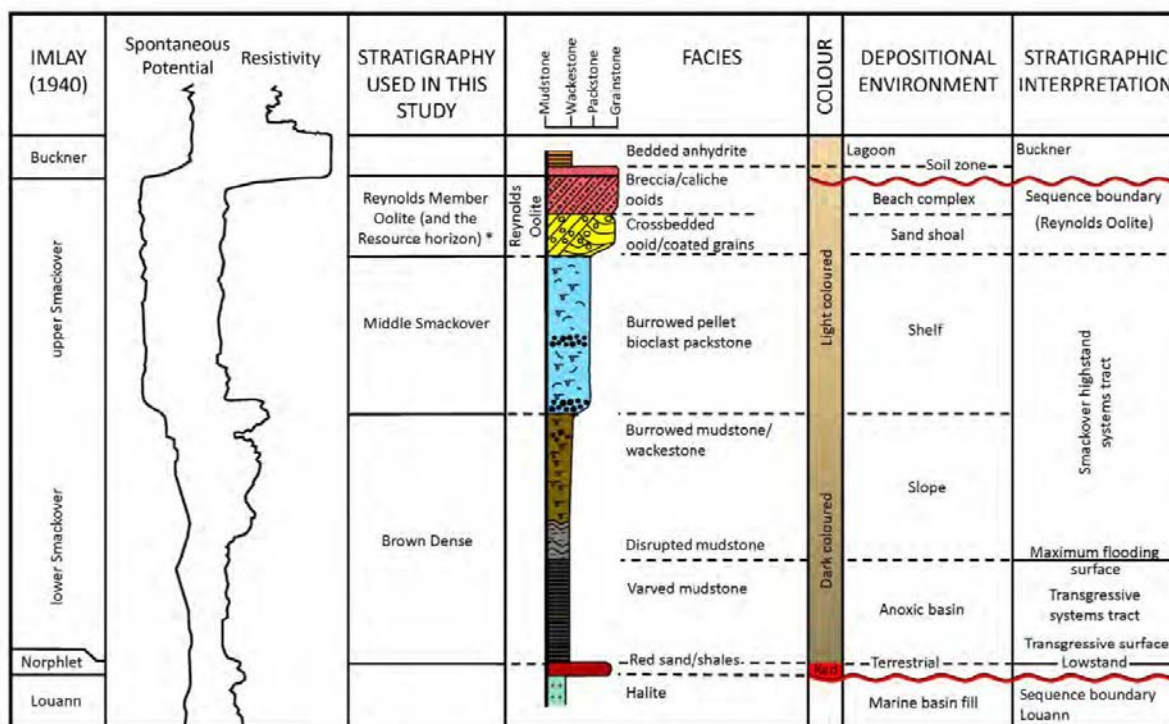 IMLAY
(1940)
Spontaneous
Potential
Resistivity
STRATIGRAPHY
USED IN THIS
STUDY
Mudstone
Wackestone
Packstone
Grainstone
FACIES
COLOUR
DEPOSITIONAL
ENVIRONMENT
STRATIGRAPHIC
INTERPRETATION
Buckner
Bedded anhydrite
Lagoon
Soil zone
Buckner
upper Smackover
Reynolds Member
Oolite (and the
Resource horizon) *
Reynolds
Oolite
Breccia/caliche
ooids
Crossbedded
ooid/coated grains
Light coloured
Beach complex
Sand shoal
Sequence boundary
(Reynolds Oolite)
Middle Smackover
Burrowed pellet
bioclast packstone
Shelf
Smackover highstand
systems tract
lower Smackover
Brown Dense
Burrowed mudstone/
wackestone
Disrupted mudstone
Dark coloured
Slope
Maximum flooding
surface
Varved mudstone
Anoxic basin
Transgressive
systems tract
Transgressive surface
Norphlet
Red sand/shales
Red
Terrestrial
Lowstand
Louann
Halite
Marine basin fill
Sequence boundary
Louann